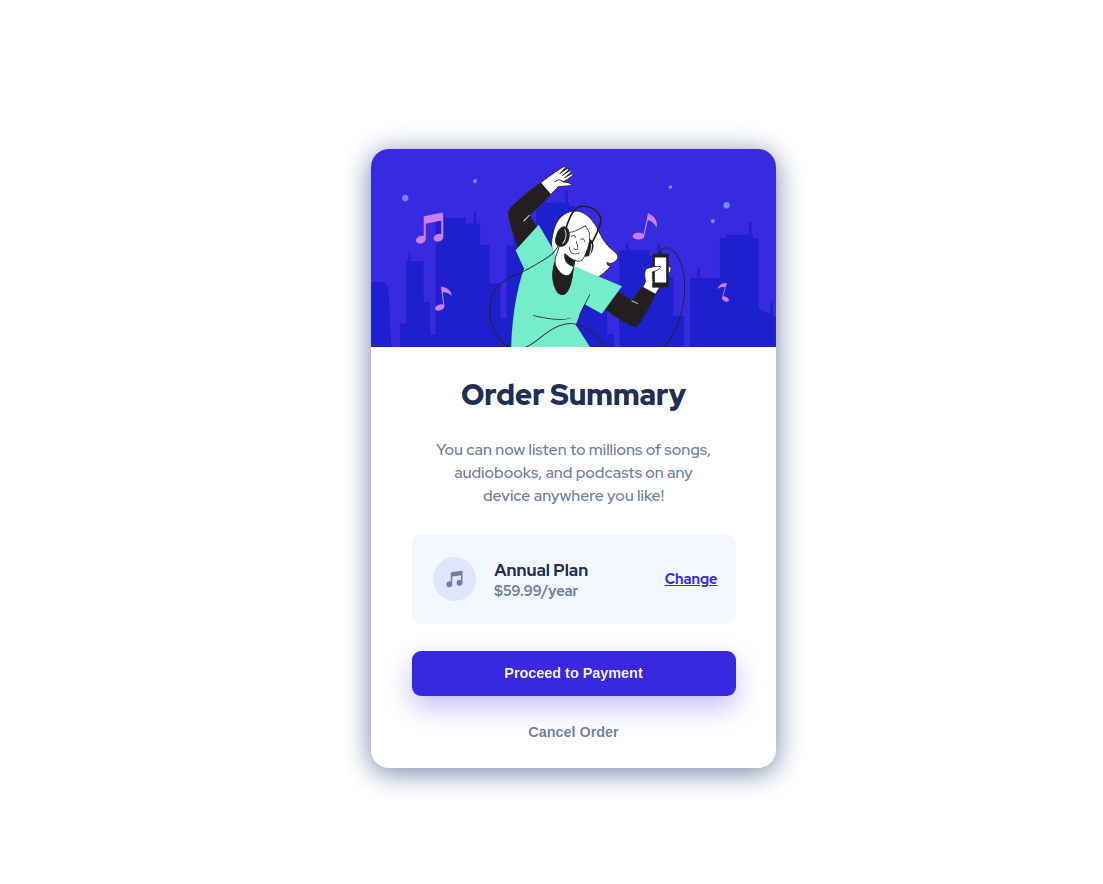 Order Summary
You can now listen to millions of songs,
audiobooks, and podcasts on any
device anywhere you like!
Annual Plan
$59.99/year
Change
Proceed to Payment
Cancel Order